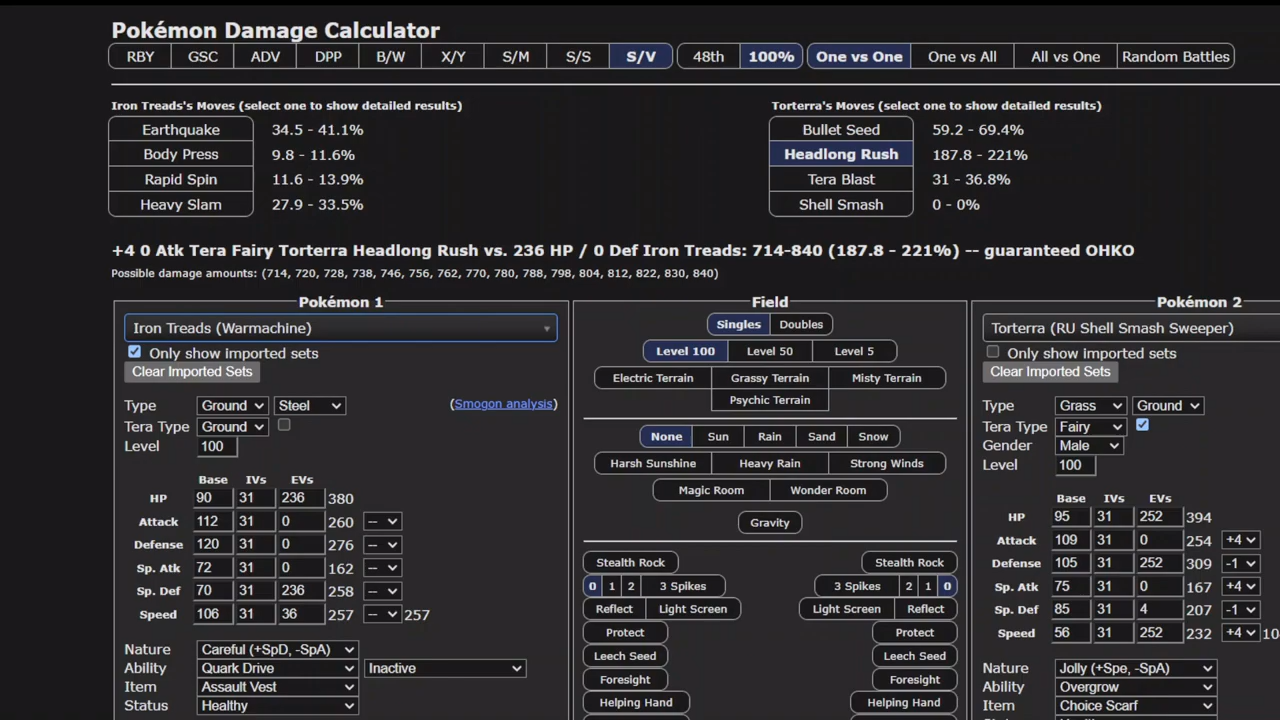 Pokémon Damage Calculator
RBY GSC ADV DPP B/W X/Y S/M S/S S/V 48th 100% One vs One One vs All All vs One Random Battles
Iron Treads's Moves (select one to show detailed results)
Earthquake 34.5 - 41.1%
Body Press 9.8 - 11.6%
Rapid Spin 11.6 - 13.9%
Heavy Slam 27.9 - 33.5%
Torterra's Moves (select one to show detailed results)
Bullet Seed 59.2 - 69.4%
Headlong Rush 187.8 - 221%
Tera Blast 31 - 36.8%
Shell Smash 0 - 0%
+4 0 Atk Tera Fairy Torterra Headlong Rush vs. 236 HP / 0 Def Iron Treads: 714-840 (187.8 - 221%) -- guaranteed OHKO
Possible damage amounts: (714, 720, 728, 738, 746, 756, 762, 770, 780, 788, 798, 804, 812, 822, 830, 840)
Pokémon 1
Iron Treads (Warmachine)
Only show imported sets
Clear Imported Sets
Type Ground Steel (Smogon analysis)
Tera Type Ground
Level 100
Base IVs EVs
HP 90 31 236 380
Attack 112 31 0 260 --
Defense 120 31 0 276 --
Sp. Atk 72 31 0 162 --
Sp. Def 70 31 236 258 --
Speed 106 31 36 257 -- 257
Nature Careful (+SpD, -SpA)
Ability Quark Drive Inactive
Item Assault Vest
Status Healthy
Field
Singles Doubles
Level 100 Level 50 Level 5
Electric Terrain Grassy Terrain Misty Terrain
Psychic Terrain
None Sun Rain Sand Snow
Harsh Sunshine Heavy Rain Strong Winds
Magic Room Wonder Room
Gravity
Stealth Rock Stealth Rock
0 1 2 3 Spikes 3 Spikes 2 1 0
Reflect Light Screen Light Screen Reflect
Protect Protect
Leech Seed Leech Seed
Foresight Foresight
Helping Hand Helping Hand
Pokémon 2
Torterra (RU Shell Smash Sweeper)
Only show imported sets
Clear Imported Sets
Type Grass Ground
Tera Type Fairy
Gender Male
Level 100
Base IVs EVs
HP 95 31 252 394
Attack 109 31 0 254 +4
Defense 105 31 252 309 -1
Sp. Atk 75 31 0 167 +4
Sp. Def 85 31 4 207 -1
Speed 56 31 252 232 +4 10
Nature Jolly (+Spe, -SpA)
Ability Overgrow
Item Choice Scarf